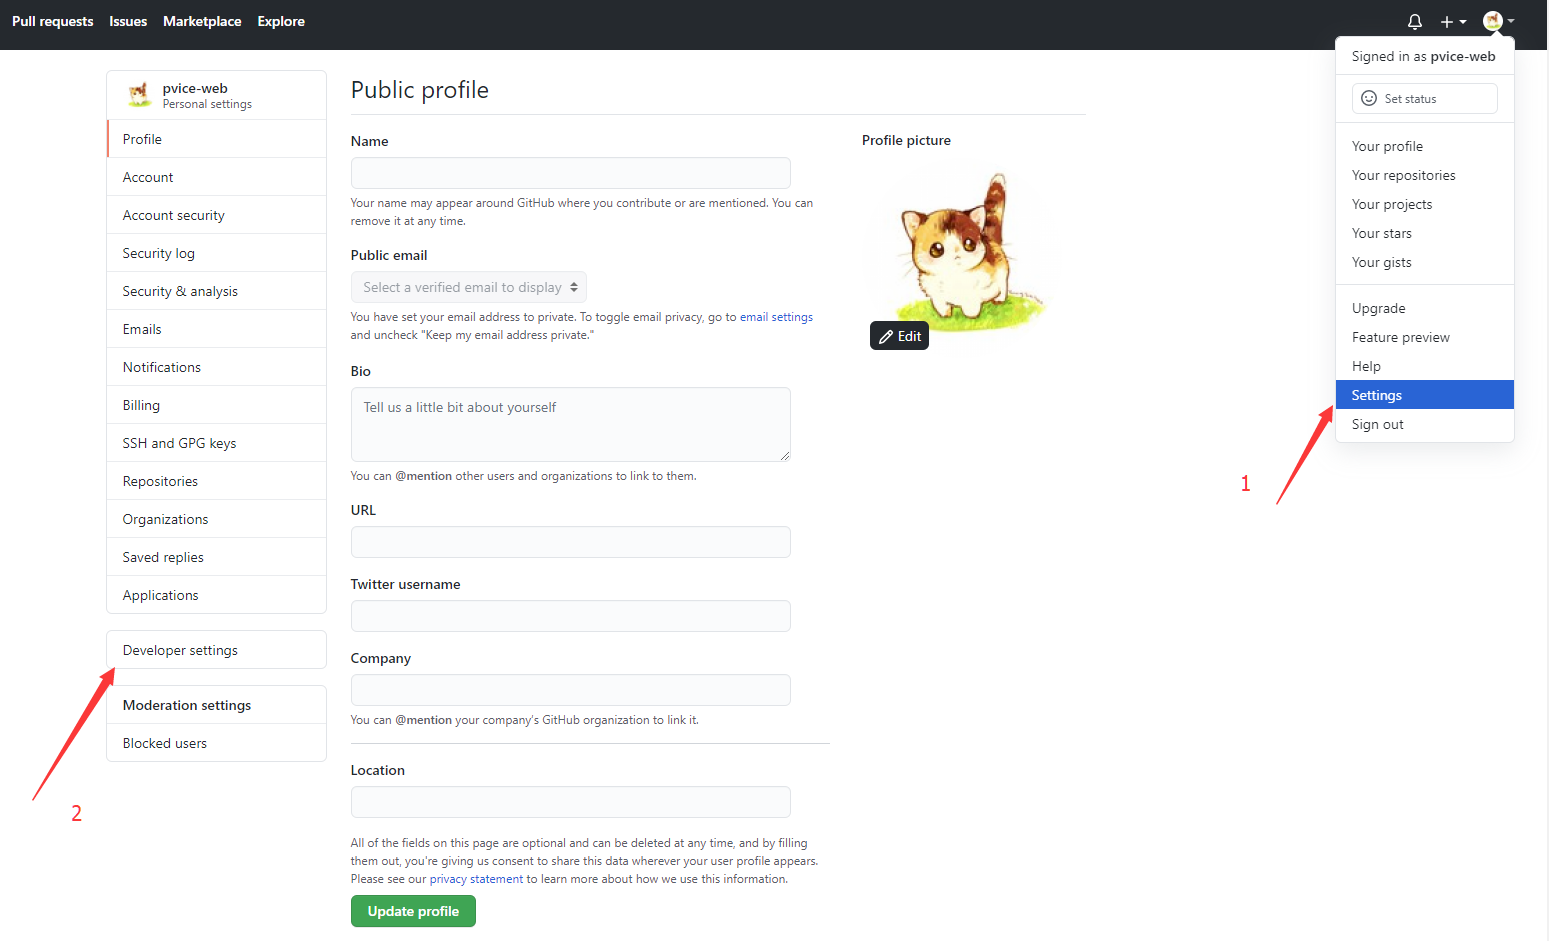 Pull requests Issues Marketplace Explore
Signed in as pvice-web
Set status
Your profile
Your repositories
Your projects
Your stars
Your gists
Upgrade
Feature preview
Help
Settings
Sign out
1
pvice-web
Personal settings
Profile
Account
Account security
Security log
Security & analysis
Emails
Notifications
Billing
SSH and GPG keys
Repositories
Organizations
Saved replies
Applications
Developer settings
Moderation settings
Blocked users
2
Public profile
Name
Your name may appear around GitHub where you contribute or are mentioned. You can
remove it at any time.
Public email
Select a verified email to display
You have set your email address to private. To toggle email privacy, go to email settings
and uncheck "Keep my email address private."
Bio
Tell us a little bit about yourself
You can @mention other users and organizations to link to them.
URL
Twitter username
Company
You can @mention your company's GitHub organization to link it.
Location
All of the fields on this page are optional and can be deleted at any time, and by filling
them out, you're giving us consent to share this data wherever your user profile appears.
Please see our privacy statement to learn more about how we use this information.
Update profile
Profile picture
Edit